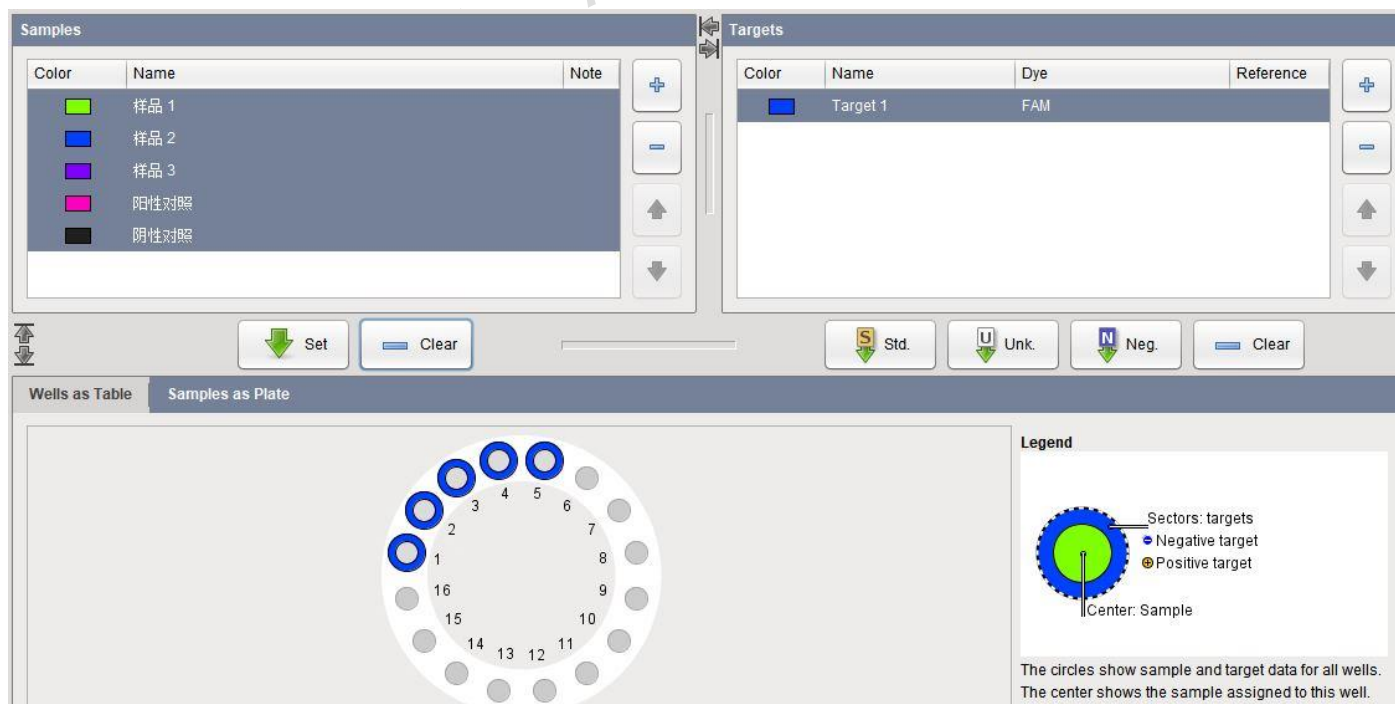 Samples
Color Name Note
样品 1
样品 2
样品 3
阳性对照
阴性对照
Targets
Color Name Dye Reference
Target 1 FAM
Set Clear
S Std. U Unk. N Neg. Clear
Wells as Table Samples as Plate
1
2
3
4
5
6
7
8
9
10
11
12
13
14
15
16
Legend
Sectors: targets
Negative target
Positive target
Center: Sample
The circles show sample and target data for all wells.
The center shows the sample assigned to this well.